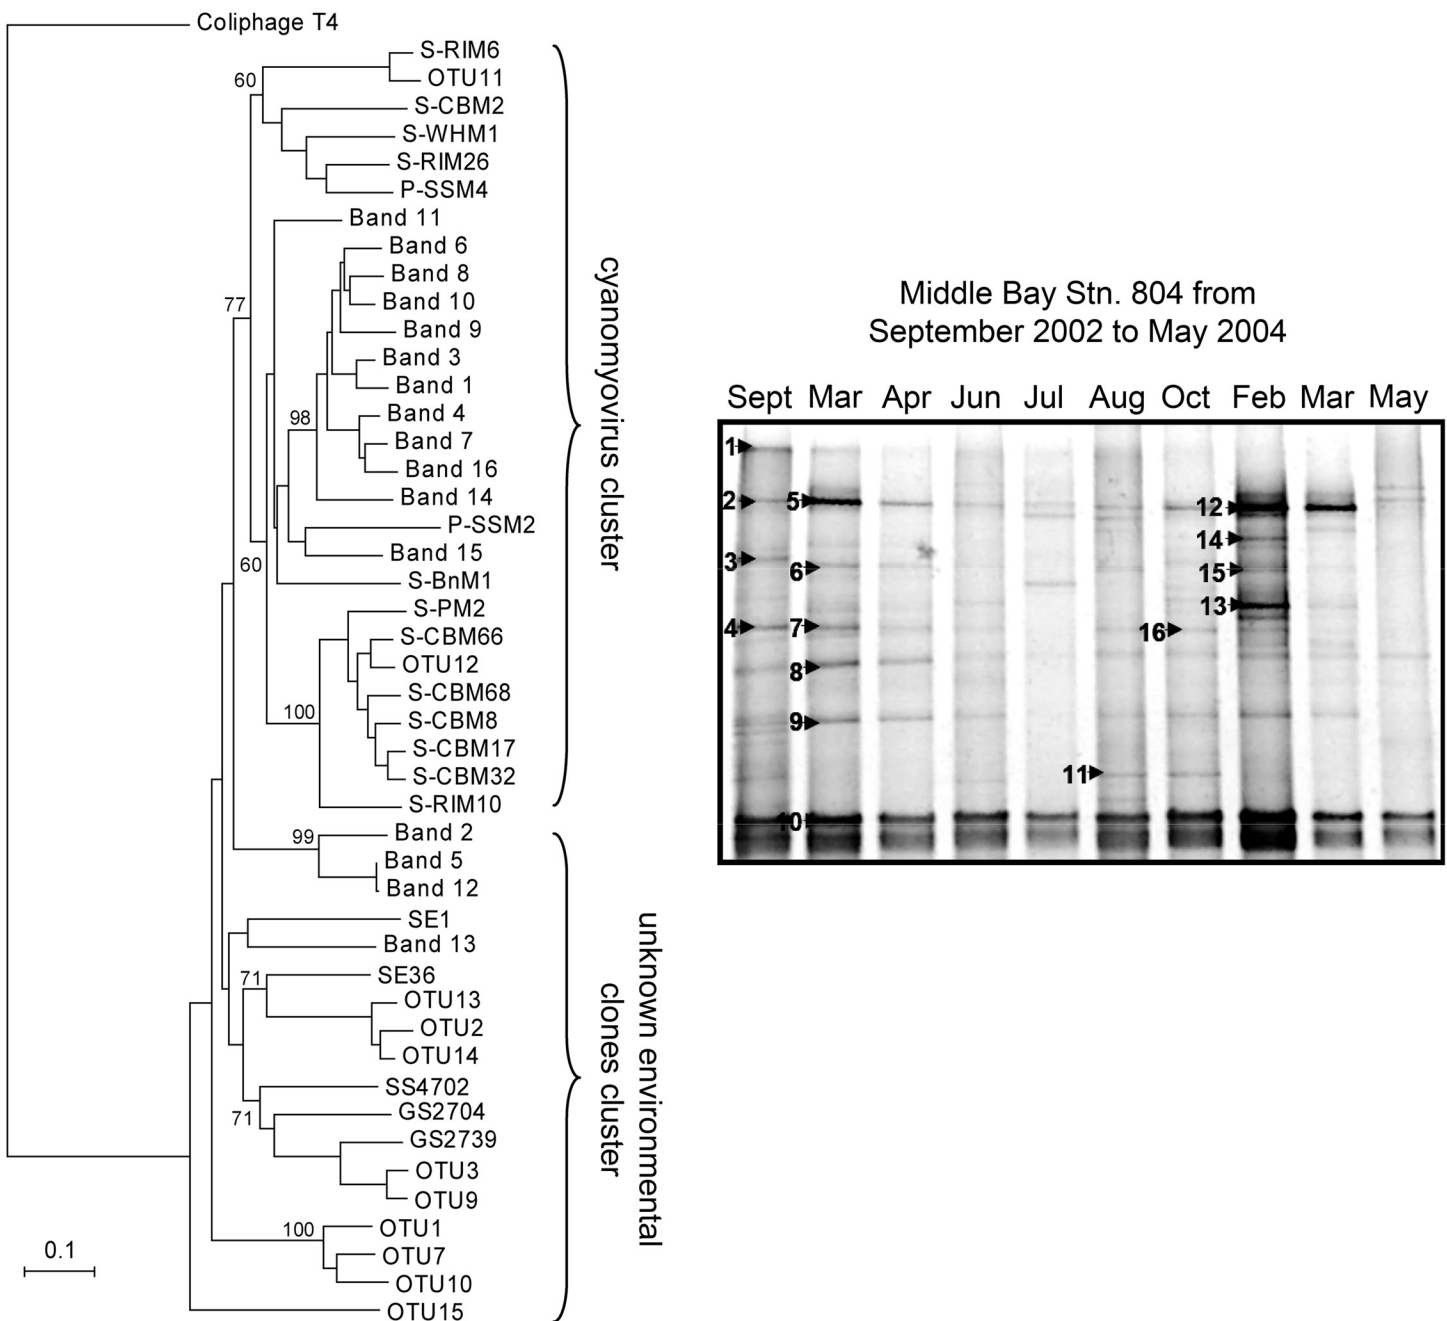 Coliphage T4
S-RIM6
60
OTU11
S-CBM2
S-WHM1
S-RIM26
P-SSM4
Band 11
Band 6
Band 8
Band 10
77
Band 9
Band 3
Band 1
98
Band 4
Band 7
Band 16
Band 14
P-SSM2
Band 15
60
S-BnM1
S-PM2
S-CBM66
OTU12
S-CBM68
100
S-CBM8
S-CBM17
S-CBM32
S-RIM10
99
Band 2
Band 5
Band 12
SE1
Band 13
71
SE36
OTU13
OTU2
OTU14
SS4702
71
GS2704
GS2739
OTU3
OTU9
100
OTU1
OTU7
OTU10
OTU15
0.1
cyanomyovirus cluster
unknown environmental
clones cluster
Middle Bay Stn. 804 from
September 2002 to May 2004
Sept Mar Apr Jun Jul Aug Oct Feb Mar May
1
2
5
12
14
3
6
15
13
4
7
16
8
9
11
10